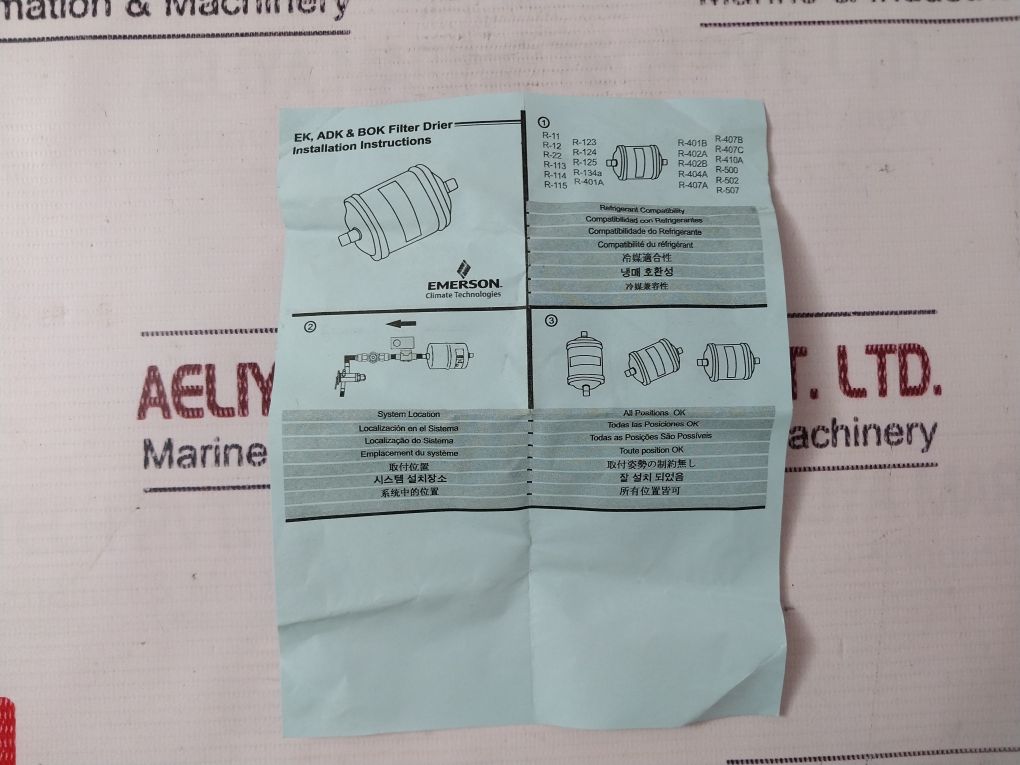 mation & Machinery
EK, ADK & BOK Filter Drier
Installation Instructions
EMERSON.
Climate Technologies
1
R-11
R-12
R-22
R-113
R-114
R-115
R-123
R-124
R-125
R-134a
R-401A
R-401B
R-402A
R-402B
R-404A
R-407A
R-407B
R-407C
R-410A
R-500
R-502
R-507
Refrigerant Compatibility
Compatibilidad con Refrigerantes
Compatibilidade do Refrigerante
Compatibilité du réfrigérant
冷媒適合性
냉매 호환성
冷媒兼容性
2
System Location
Localización en el Sistema
Localização do Sistema
Emplacement du système
取付位置
시스템 설치장소
系统中的位置
3
All Positions OK
Todas las Posiciones OK
Todas as Posições São Possíveis
Toute position OK
取付姿勢の制約無し
잘 설치 되있음
所有位置皆可
AELIY
T. LTD.
Marine
achinery